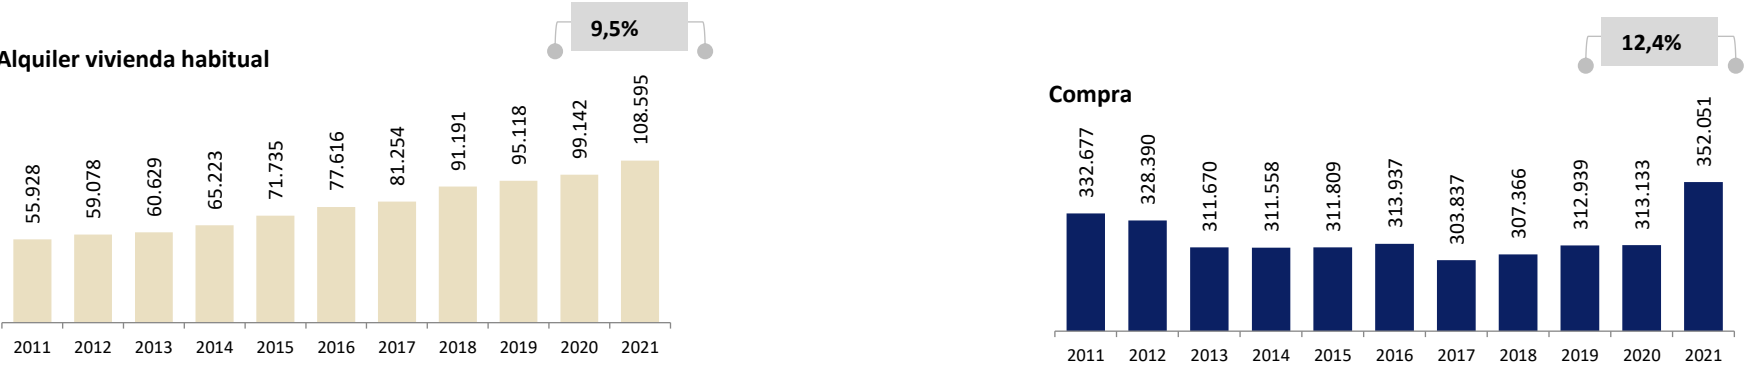 9,5%
Alquiler vivienda habitual
55.928 59.078 60.629 65.223 71.735 77.616 81.254 91.191 95.118 99.142 108.595
2011 2012 2013 2014 2015 2016 2017 2018 2019 2020 2021
12,4%
Compra
332.677 328.390 311.670 311.558 311.809 313.937 303.837 307.366 312.939 313.133 352.051
2011 2012 2013 2014 2015 2016 2017 2018 2019 2020 2021